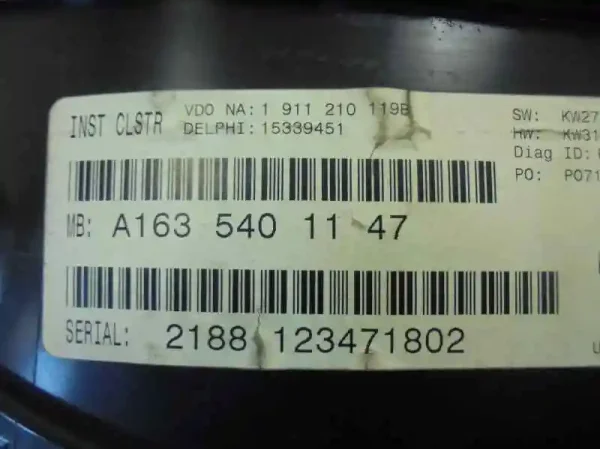 INST CLSTR
VDO NA: 1 911 210 119B
DELPHI: 15339451
SW: KW27
HW: KW31
Diag ID:
PO: P071
MB: A163 540 11 47
SERIAL: 2188 123471802